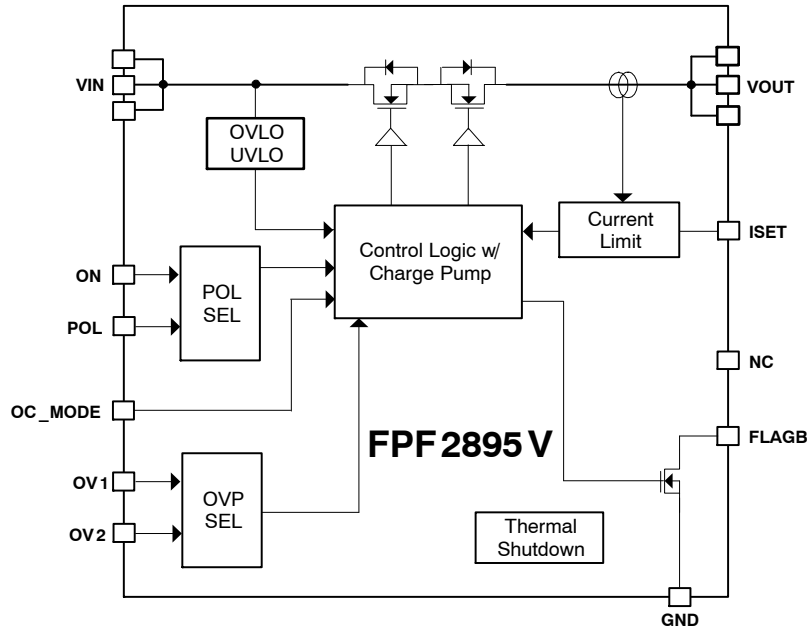 VIN
VOUT
OVLO
UVLO
Control Logic w/
Charge Pump
Current
Limit
ISET
ON
POL
POL
SEL
NC
OC_MODE
FPF2895V
FLAGB
OV1
OV2
OVP
SEL
Thermal
Shutdown
GND